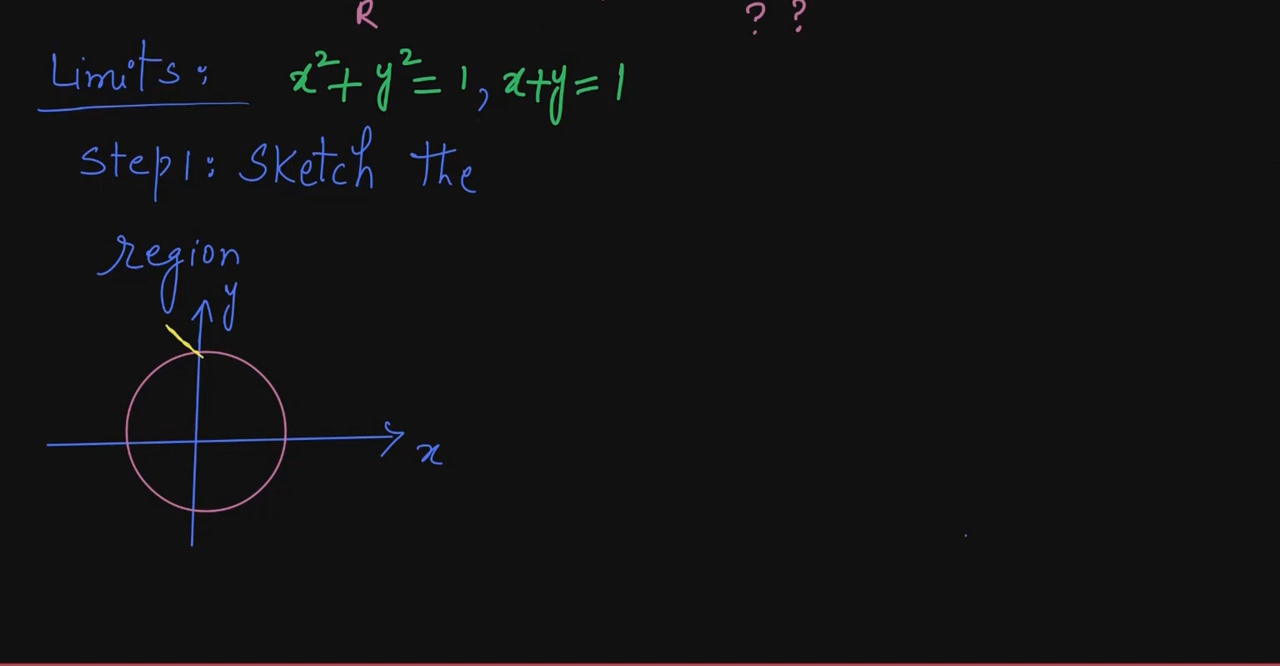 R ? ?
Limits: x² + y² = 1, x+y = 1
Step1: Sketch the
region
y
x